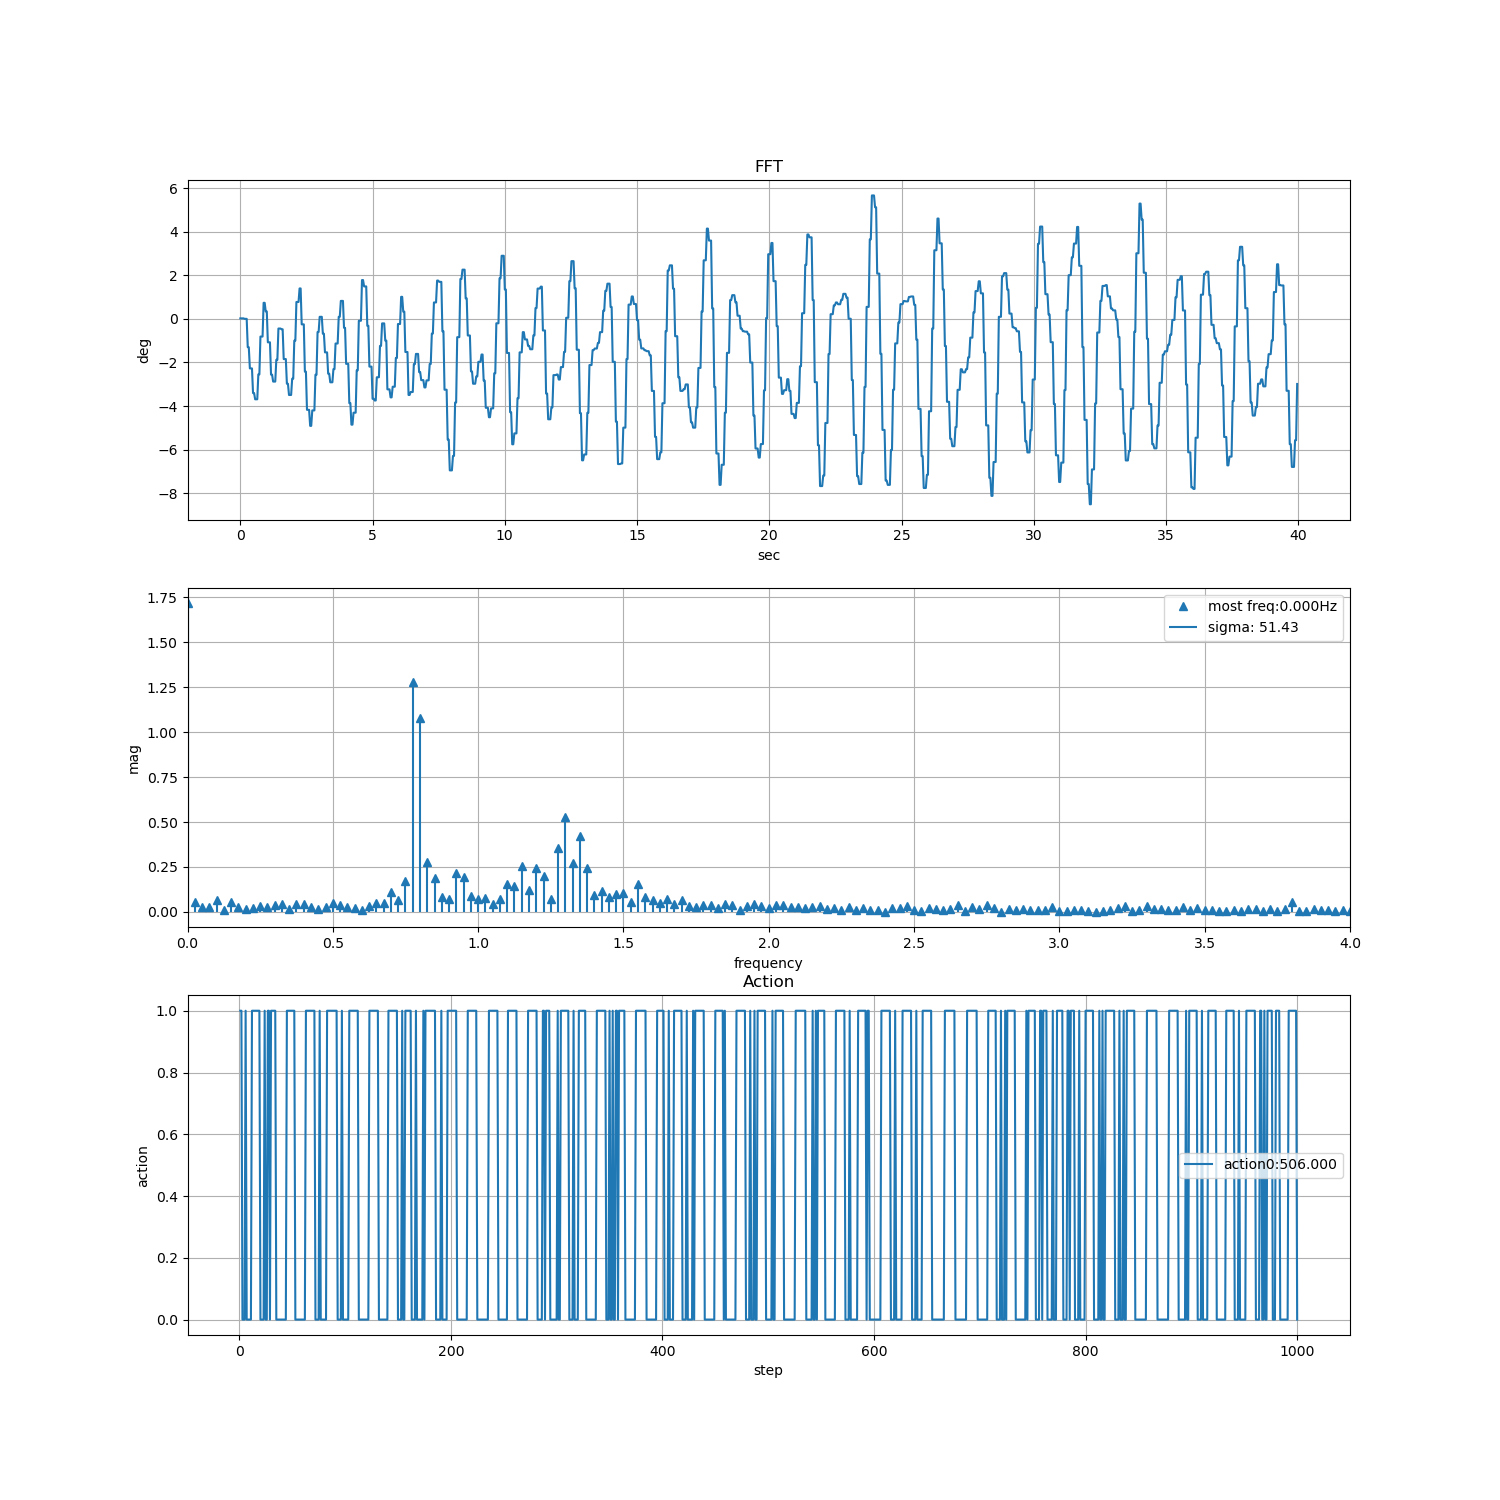 FFT
6
4
2
0
−2
−4
−6
−8
deg
0 5 10 15 20 25 30 35 40
sec
1.75
1.50
1.25
1.00
0.75
0.50
0.25
0.00
mag
most freq:0.000Hz
sigma: 51.43
0.0 0.5 1.0 1.5 2.0 2.5 3.0 3.5 4.0
frequency
Action
1.0
0.8
0.6
0.4
0.2
0.0
action
action0:506.000
0 200 400 600 800 1000
step